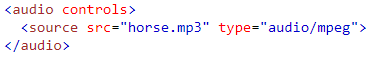 <audio controls>
  <source src="horse.mp3" type="audio/mpeg">
</audio>